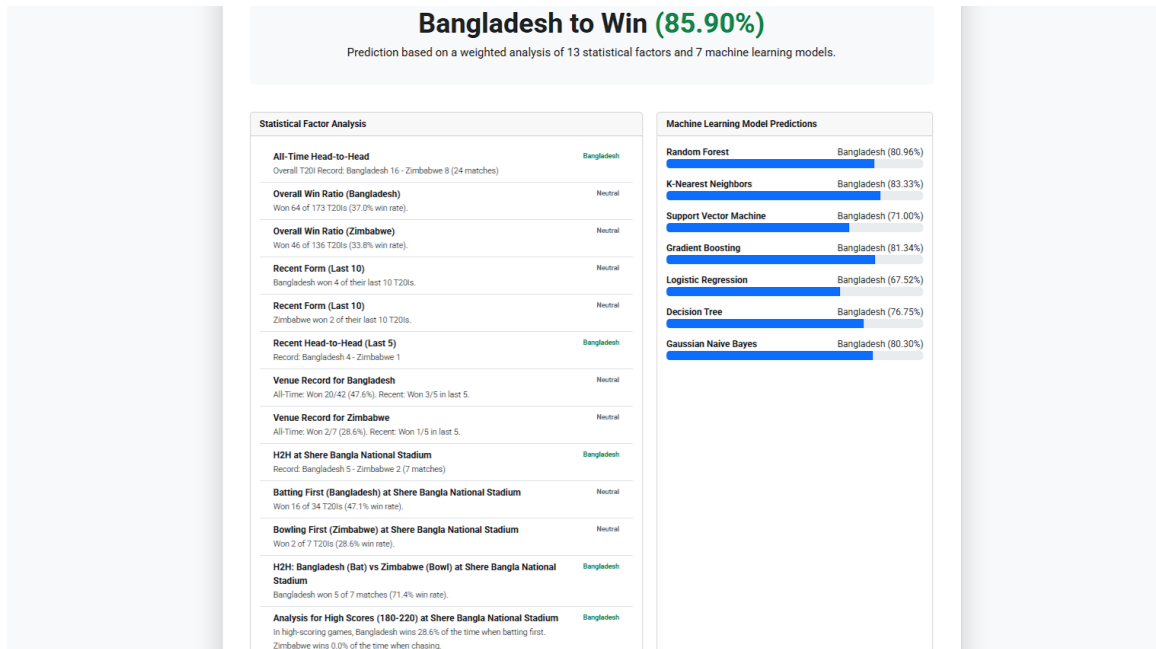 Bangladesh to Win (85.90%)
Prediction based on a weighted analysis of 13 statistical factors and 7 machine learning models.
Statistical Factor Analysis
All-Time Head-to-Head
Bangladesh
Overall T20I Record: Bangladesh 16 - Zimbabwe 8 (24 matches)
Overall Win Ratio (Bangladesh)
Neutral
Won 64 of 173 T20Is (37.0% win rate).
Overall Win Ratio (Zimbabwe)
Neutral
Won 46 of 136 T20Is (33.8% win rate).
Recent Form (Last 10)
Neutral
Bangladesh won 4 of their last 10 T20Is.
Recent Form (Last 10)
Neutral
Zimbabwe won 2 of their last 10 T20Is.
Recent Head-to-Head (Last 5)
Bangladesh
Record: Bangladesh 4 - Zimbabwe 1
Venue Record for Bangladesh
Neutral
All-Time: Won 20/42 (47.6%). Recent: Won 3/5 in last 5.
Venue Record for Zimbabwe
Neutral
All-Time: Won 2/7 (28.6%). Recent: Won 1/5 in last 5.
H2H at Shere Bangla National Stadium
Bangladesh
Record: Bangladesh 5 - Zimbabwe 2 (7 matches)
Batting First (Bangladesh) at Shere Bangla National Stadium
Neutral
Won 16 of 34 T20Is (47.1% win rate).
Bowling First (Zimbabwe) at Shere Bangla National Stadium
Neutral
Won 2 of 7 T20Is (28.6% win rate).
H2H: Bangladesh (Bat) vs Zimbabwe (Bowl) at Shere Bangla National
Bangladesh
Stadium
Bangladesh won 5 of 7 matches (71.4% win rate).
Analysis for High Scores (180-220) at Shere Bangla National Stadium
Bangladesh
In high-scoring games, Bangladesh wins 28.6% of the time when batting first.
Zimbabwe wins 0.0% of the time when chasing.
Machine Learning Model Predictions
Random Forest
Bangladesh (80.96%)
K-Nearest Neighbors
Bangladesh (83.33%)
Support Vector Machine
Bangladesh (71.00%)
Gradient Boosting
Bangladesh (81.34%)
Logistic Regression
Bangladesh (67.52%)
Decision Tree
Bangladesh (76.75%)
Gaussian Naive Bayes
Bangladesh (80.30%)